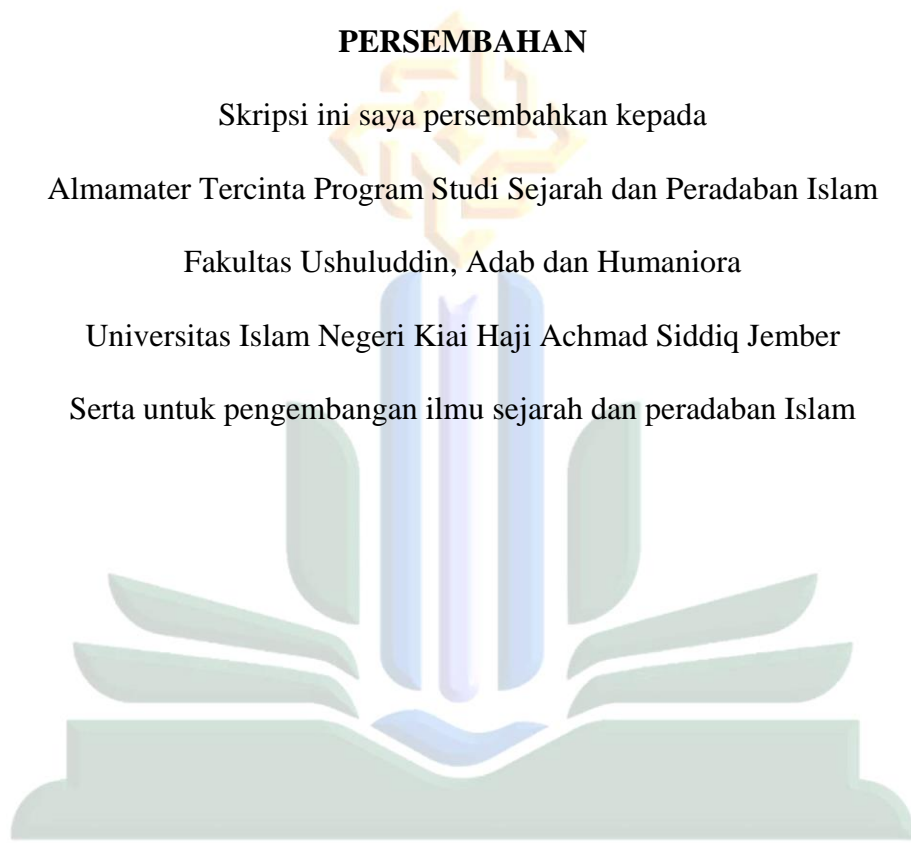 PERSEMBAHAN
Skripsi ini saya persembahkan kepada
Almamater Tercinta Program Studi Sejarah dan Peradaban Islam
Fakultas Ushuluddin, Adab dan Humaniora
Universitas Islam Negeri Kiai Haji Achmad Siddiq Jember
Serta untuk pengembangan ilmu sejarah dan peradaban Islam